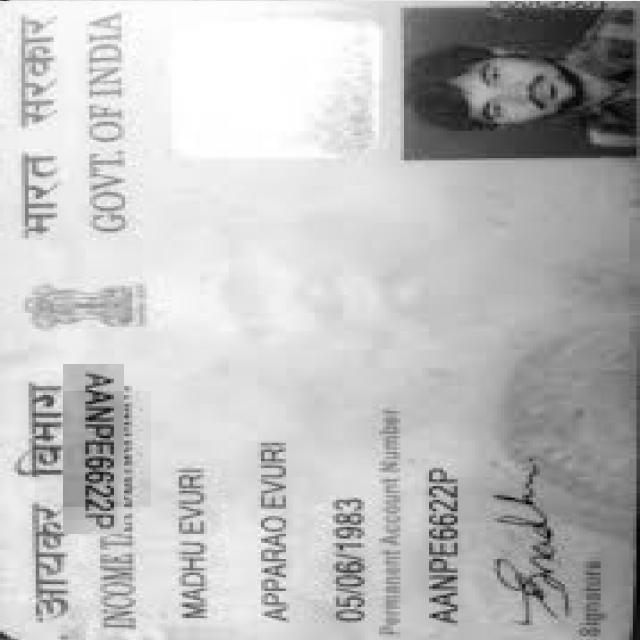 आयकर विभाग
भारत सरकार
INCOME TAX
GOVT. OF INDIA
AANPE6622P
MADHU EVURI
APPARAO EVURI
05/06/1983
Permanent Account Number
AANPE6622P
Signature